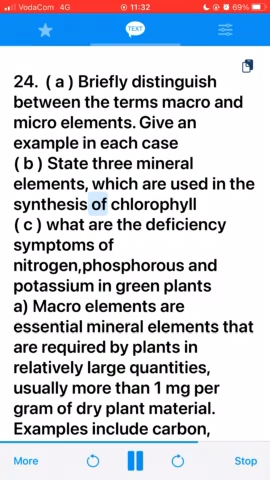 VodaCom 4G
11:32
69%
TEXT
24. ( a ) Briefly distinguish
between the terms macro and
micro elements. Give an
example in each case
( b ) State three mineral
elements, which are used in the
synthesis of chlorophyll
( c ) what are the deficiency
symptoms of
nitrogen,phosphorous and
potassium in green plants
a) Macro elements are
essential mineral elements that
are required by plants in
relatively large quantities,
usually more than 1 mg per
gram of dry plant material.
Examples include carbon,
More
Stop